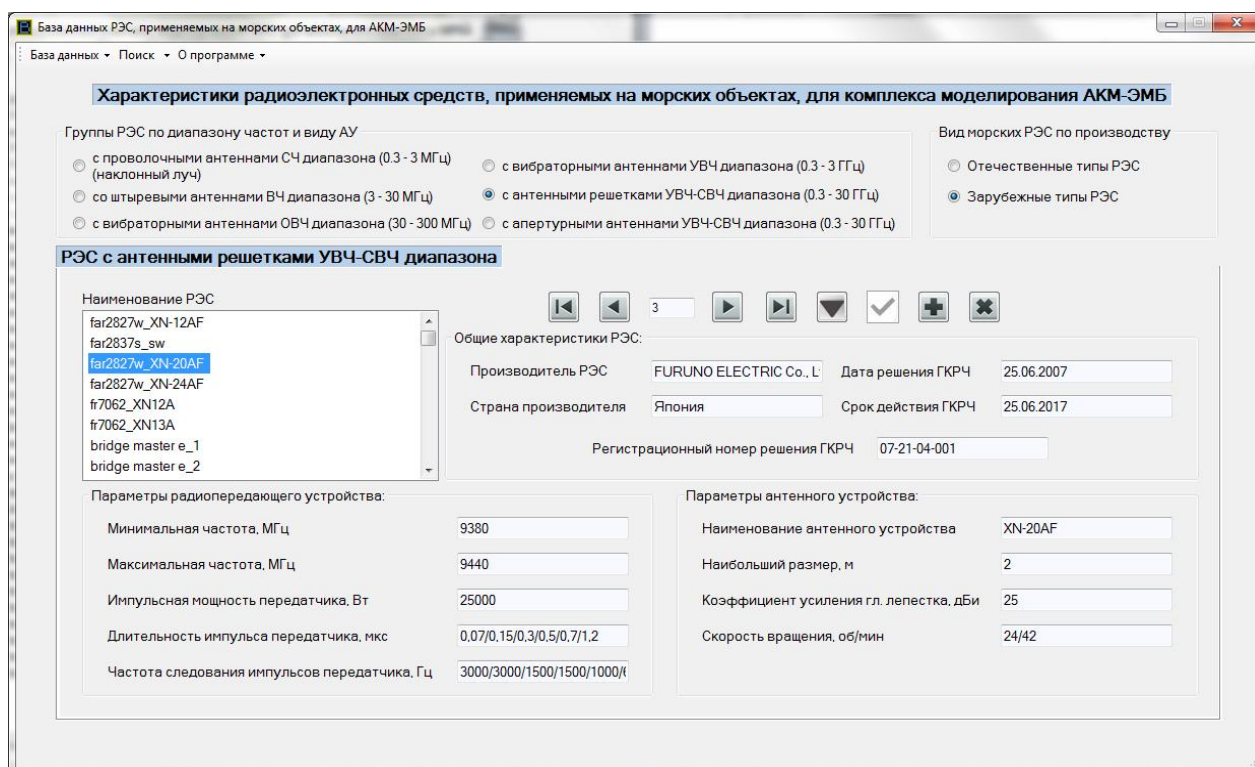 База данных РЭС, применяемых на морских объектах, для АКМ-ЭМБ
База данных Поиск О программе
Характеристики радиоэлектронных средств, применяемых на морских объектах, для комплекса моделирования АКМ-ЭМБ
Группы РЭС по диапазону частот и виду АУ
с проволочными антеннами СЧ диапазона (0.3 - 3 МГц)
(наклонный луч)
со штыревыми антеннами ВЧ диапазона (3 - 30 МГц)
с вибраторными антеннами ОВЧ диапазона (30 - 300 МГц)
с вибраторными антеннами УВЧ диапазона (0.3 - 3 ГГц)
с антенными решетками УВЧ-СВЧ диапазона (0.3 - 30 ГГц)
с апертурными антеннами УВЧ-СВЧ диапазона (0.3 - 30 ГГц)
Вид морских РЭС по производству
Отечественные типы РЭС
Зарубежные типы РЭС
РЭС с антенными решетками УВЧ-СВЧ диапазона
Наименование РЭС
far2827w_XN-12AF
far2837s_sw
far2827w_XN-20AF
far2827w_XN-24AF
fr7062_XN12A
fr7062_XN13A
bridge master e_1
bridge master e_2
3
Общие характеристики РЭС:
Производитель РЭС FURUNO ELECTRIC Co., L
Дата решения ГКРЧ 25.06.2007
Страна производителя Япония
Срок действия ГКРЧ 25.06.2017
Регистрационный номер решения ГКРЧ 07-21-04-001
Параметры радиопередающего устройства:
Минимальная частота, МГц 9380
Максимальная частота, МГц 9440
Импульсная мощность передатчика, Вт 25000
Длительность импульса передатчика, мкс 0,07/0,15/0,3/0,5/0,7/1,2
Частота следования импульсов передатчика, Гц 3000/3000/1500/1500/1000/
Параметры антенного устройства:
Наименование антенного устройства XN-20AF
Наибольший размер, м 2
Коэффициент усиления гл. лепестка, дБи 25
Скорость вращения, об/мин 24/42